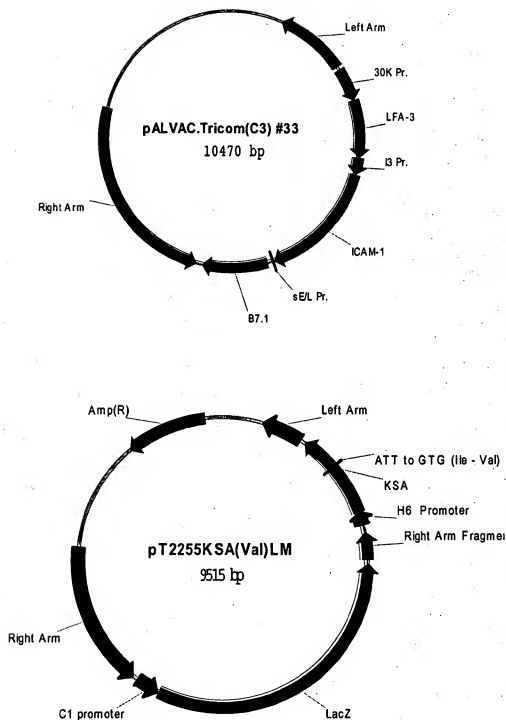 Left Arm
30K Pr.
LFA-3
pALVAC.Tricom(C3) #33
10470 bp
I3 Pr.
Right Arm
ICAM-1
sE/L Pr.
B7.1
Amp(R)
Left Arm
ATT to GTG (Ile - Val)
KSA
H6 Promoter
Right Arm Fragme
pT2255KSA(Val)LM
9515 bp
Right Arm
C1 promoter
LacZ